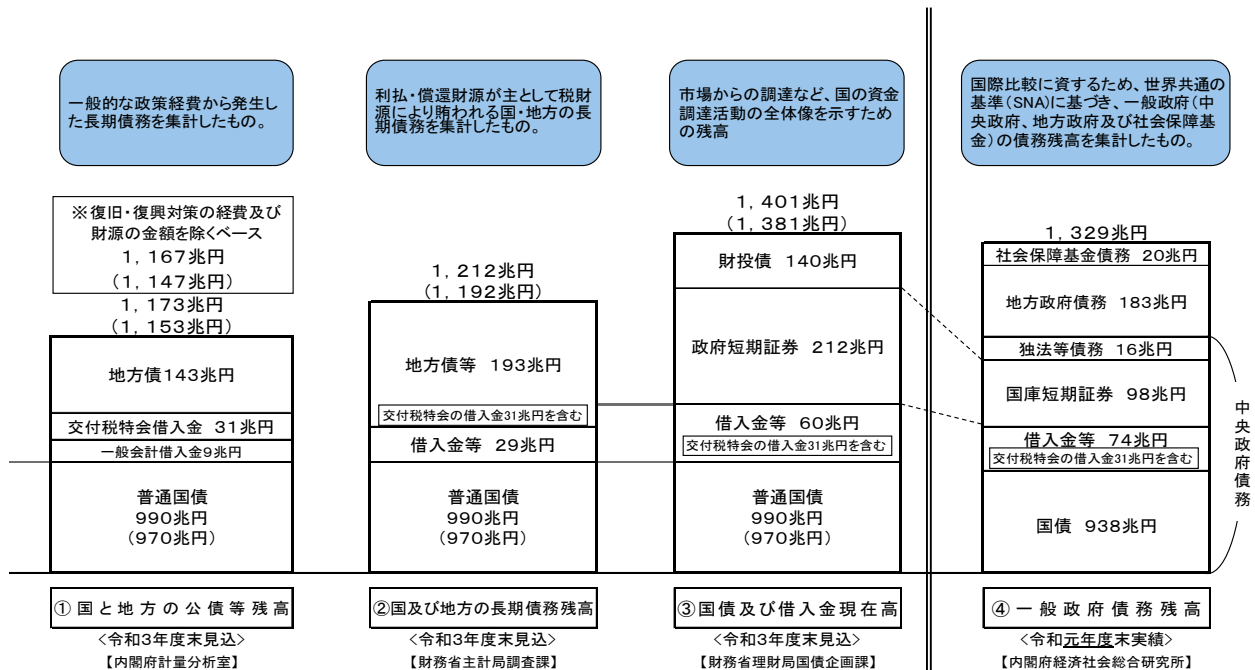 一般的な政策経費から発生し
た長期債務を集計したもの。
※復旧・復興対策の経費及び
財源の金額を除くベース
1,167兆円
(1,147兆円)
1,173兆円
(1,153兆円)
地方債143兆円
交付税特会借入金 31兆円
一般会計借入金9兆円
普通国債
990兆円
(970兆円)
①国と地方の公債等残高
<令和3年度末見込>
【内閣府計量分析室】
利払・償還財源が主として税財
源により賄われる国・地方の長
期債務を集計したもの。
1,212兆円
(1,192兆円)
地方債等 193兆円
交付税特会の借入金31兆円を含む
借入金等 29兆円
普通国債
990兆円
(970兆円)
②国及び地方の長期債務残高
<令和3年度末見込>
【財務省主計局調査課】
市場からの調達など、国の資金
調達活動の全体像を示すため
の残高
1,401兆円
(1,381兆円)
財投債 140兆円
政府短期証券 212兆円
借入金等 60兆円
交付税特会の借入金31兆円を含む
普通国債
990兆円
(970兆円)
③国債及び借入金現在高
<令和3年度末見込>
【財務省理財局国債企画課】
国際比較に資するため、世界共通の
基準(SNA)に基づき、一般政府(中
央政府、地方政府及び社会保障基
金)の債務残高を集計したもの。
1,329兆円
社会保障基金債務 20兆円
地方政府債務 183兆円
独法等債務 16兆円
国庫短期証券 98兆円
借入金等 74兆円
交付税特会の借入金31兆円を含む
国債 938兆円
中央政府債務
④一般政府債務残高
<令和元年度末実績>
【内閣府経済社会総合研究所】